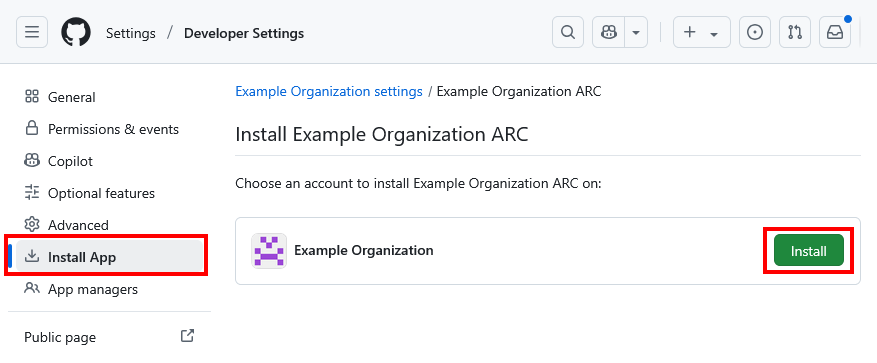 Settings / Developer Settings
General
Permissions & events
Copilot
Optional features
Advanced
Install App
App managers
Public page
Example Organization settings / Example Organization ARC
Install Example Organization ARC
Choose an account to install Example Organization ARC on:
Example Organization
Install